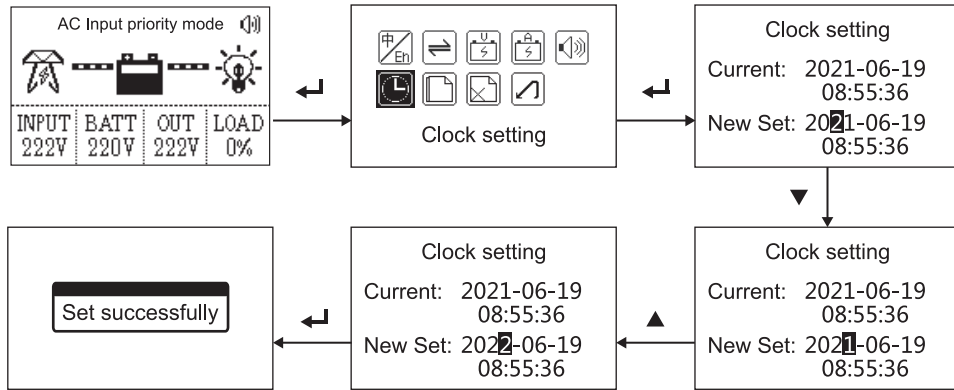 AC Input priority mode
INPUT BATT OUT LOAD
222V 220V 222V 0%
中/En U A
Clock setting
Clock setting
Current: 2021-06-19
08:55:36
New Set: 2021-06-19
08:55:36
Set successfully
Clock setting
Current: 2021-06-19
08:55:36
New Set: 2022-06-19
08:55:36
Clock setting
Current: 2021-06-19
08:55:36
New Set: 2021-06-19
08:55:36